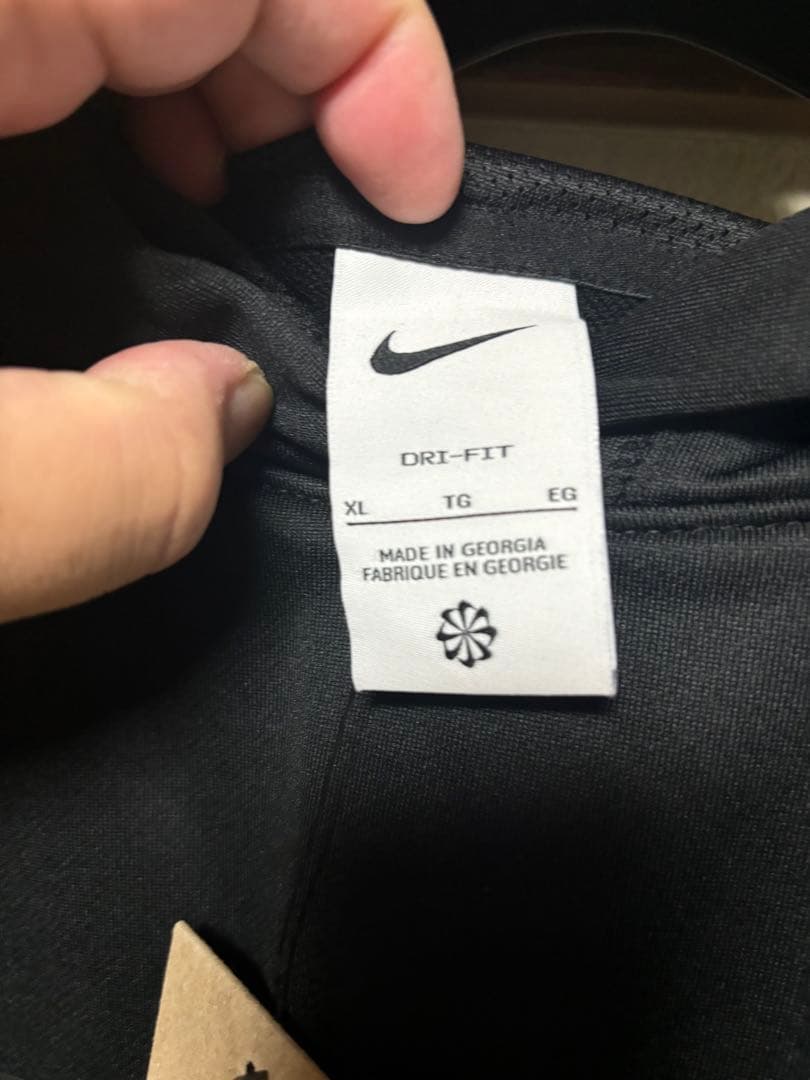 DRI-FIT
XL TG EG
MADE IN GEORGIA
FABRIQUE EN GEORGIE